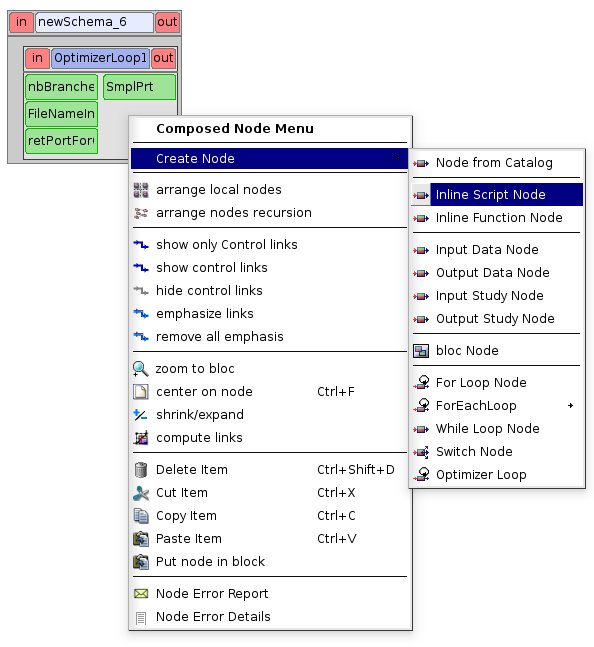 in newSchema_6 out
in OptimizerLoop1 out
nbBranche SmplPrt
FileNameIn
retPortFor
Composed Node Menu
Create Node
arrange local nodes
arrange nodes recursion
show only Control links
show control links
hide control links
emphasize links
remove all emphasis
zoom to bloc
center on node Ctrl+F
shrink/expand
compute links
Delete Item Ctrl+Shift+D
Cut Item Ctrl+X
Copy Item Ctrl+C
Paste Item Ctrl+V
Put node in block
Node Error Report
Node Error Details
Node from Catalog
Inline Script Node
Inline Function Node
Input Data Node
Output Data Node
Input Study Node
Output Study Node
bloc Node
For Loop Node
ForEachLoop
While Loop Node
Switch Node
Optimizer Loop